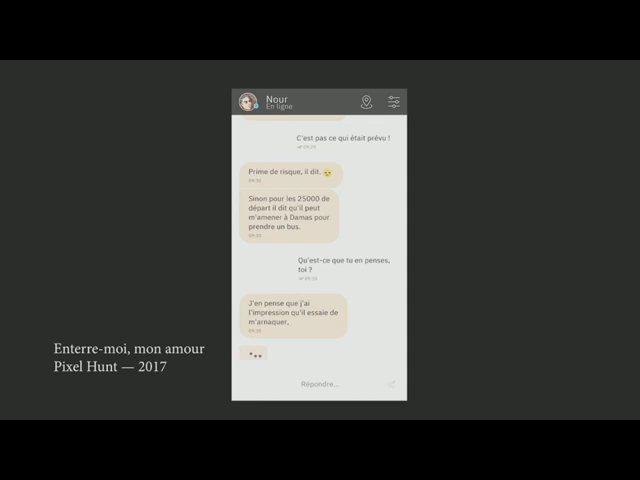 Nour
En ligne
C'est pas ce qui était prévu !
Prime de risque, il dit.
Sinon pour les 25000 de
départ il dit qu'il peut
m'amener à Damas pour
prendre un bus.
Qu'est-ce que tu en penses,
toi ?
J'en pense que j'ai
l'impression qu'il essaie de
m'arnaquer.
Répondre...
Enterre-moi, mon amour
Pixel Hunt — 2017